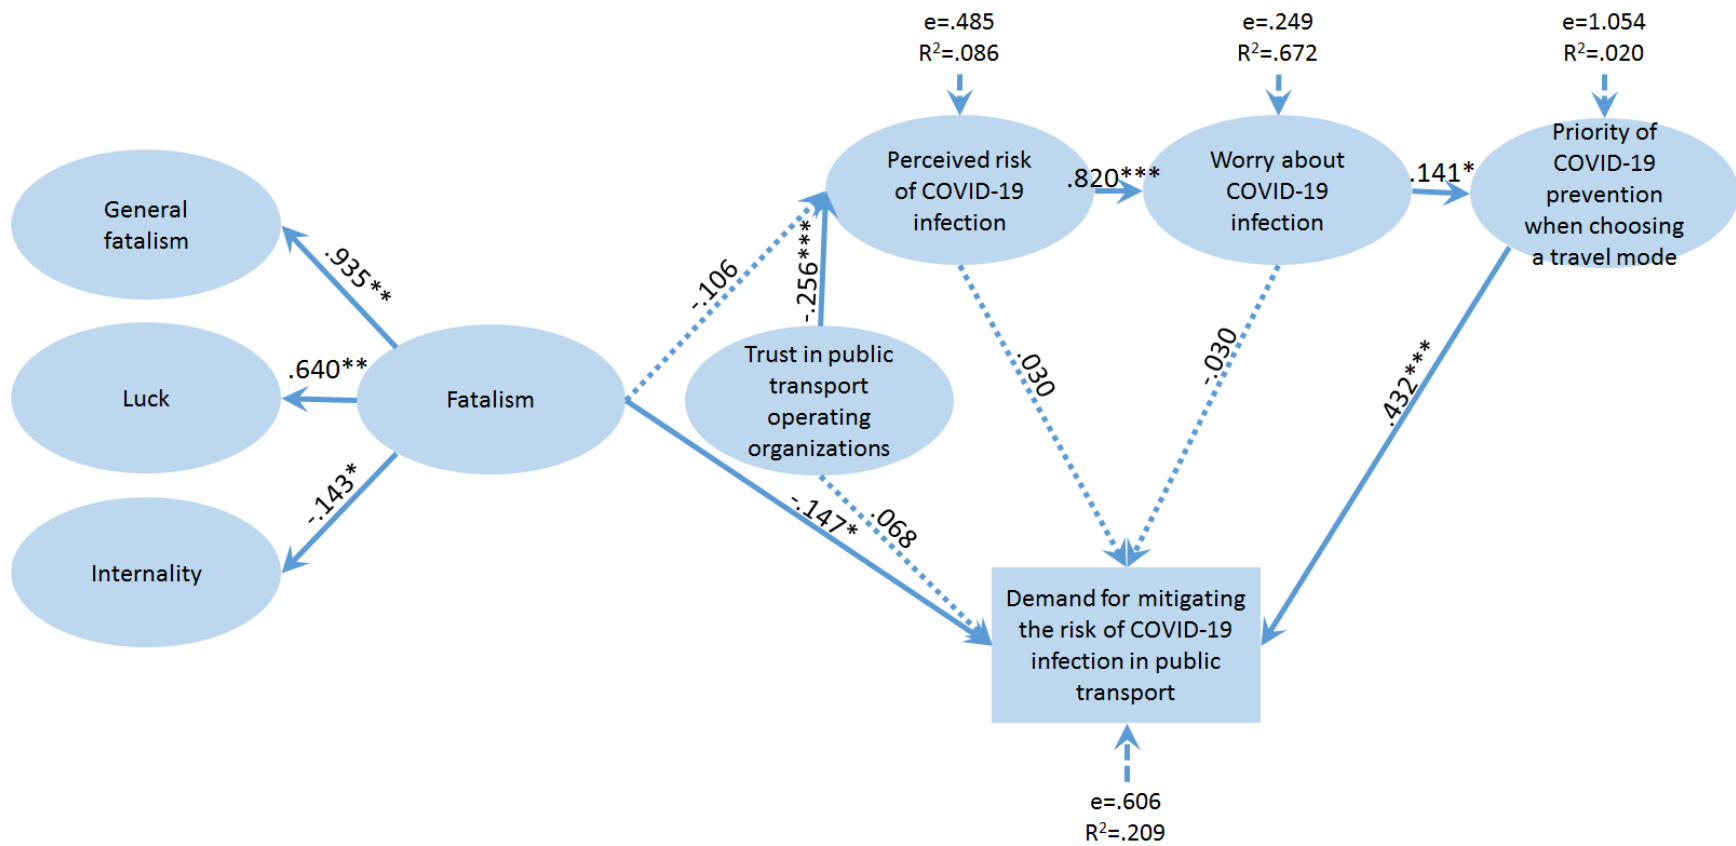 e=.485
R²=.086
e=.249
R²=.672
e=1.054
R²=.020
Perceived risk
of COVID-19
infection
.820***
Worry about
COVID-19
infection
.141*
Priority of
COVID-19
prevention
when choosing
a travel mode
General
fatalism
.935**
-.106
-.256***
Luck
.640**
Fatalism
Trust in public
transport
operating
organizations
.030
-.030
.432***
Internality
-.143*
-.147*
.068
Demand for mitigating
the risk of COVID-19
infection in public
transport
e=.606
R²=.209